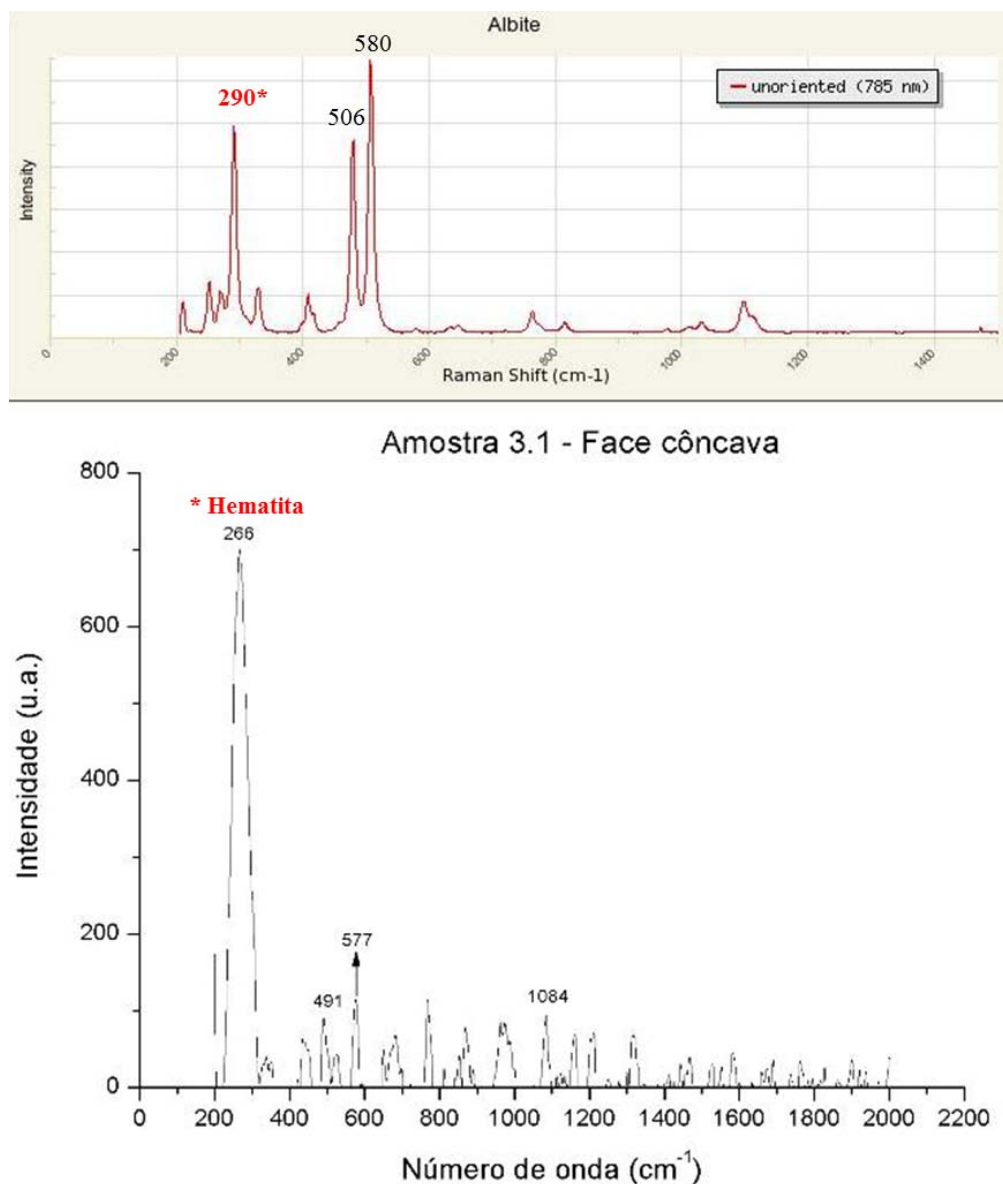 Albite
580
290*
506
unoriented (785 nm)
Intensity
0 200 400 600 800 1000 1200 1400
Raman Shift (cm-1)
Amostra 3.1 - Face côncava
800
* Hematita
266
600
Intensidade (u.a.)
400
200
577
491
1084
0
0 200 400 600 800 1000 1200 1400 1600 1800 2000 2200
Número de onda (cm⁻¹)